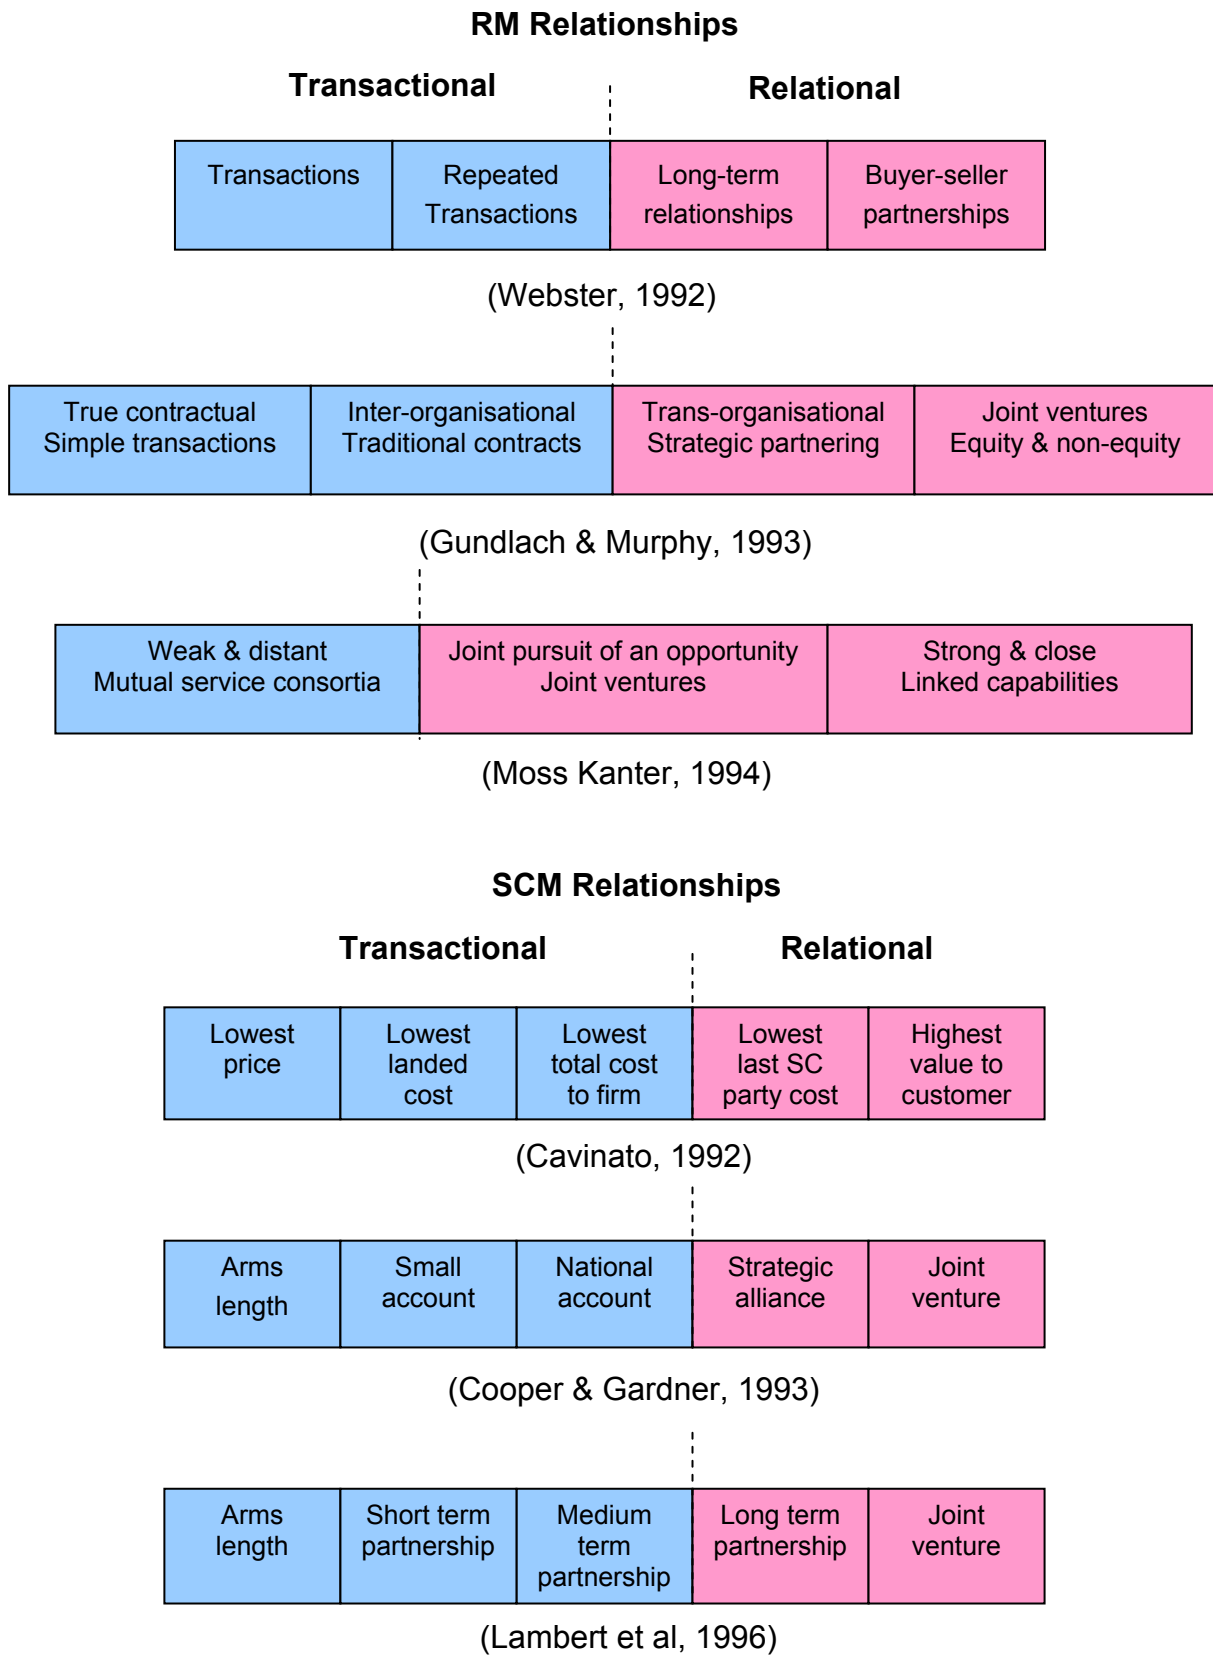 RM Relationships
Transactional
Relational
Transactions
Repeated
Transactions
Long-term
relationships
Buyer-seller
partnerships
(Webster, 1992)
True contractual
Simple transactions
Inter-organisational
Traditional contracts
Trans-organisational
Strategic partnering
Joint ventures
Equity & non-equity
(Gundlach & Murphy, 1993)
Weak & distant
Mutual service consortia
Joint pursuit of an opportunity
Joint ventures
Strong & close
Linked capabilities
(Moss Kanter, 1994)
SCM Relationships
Transactional
Relational
Lowest
price
Lowest
landed
cost
Lowest
total cost
to firm
Lowest
last SC
party cost
Highest
value to
customer
(Cavinato, 1992)
Arms
length
Small
account
National
account
Strategic
alliance
Joint
venture
(Cooper & Gardner, 1993)
Arms
length
Short term
partnership
Medium
term
partnership
Long term
partnership
Joint
venture
(Lambert et al, 1996)